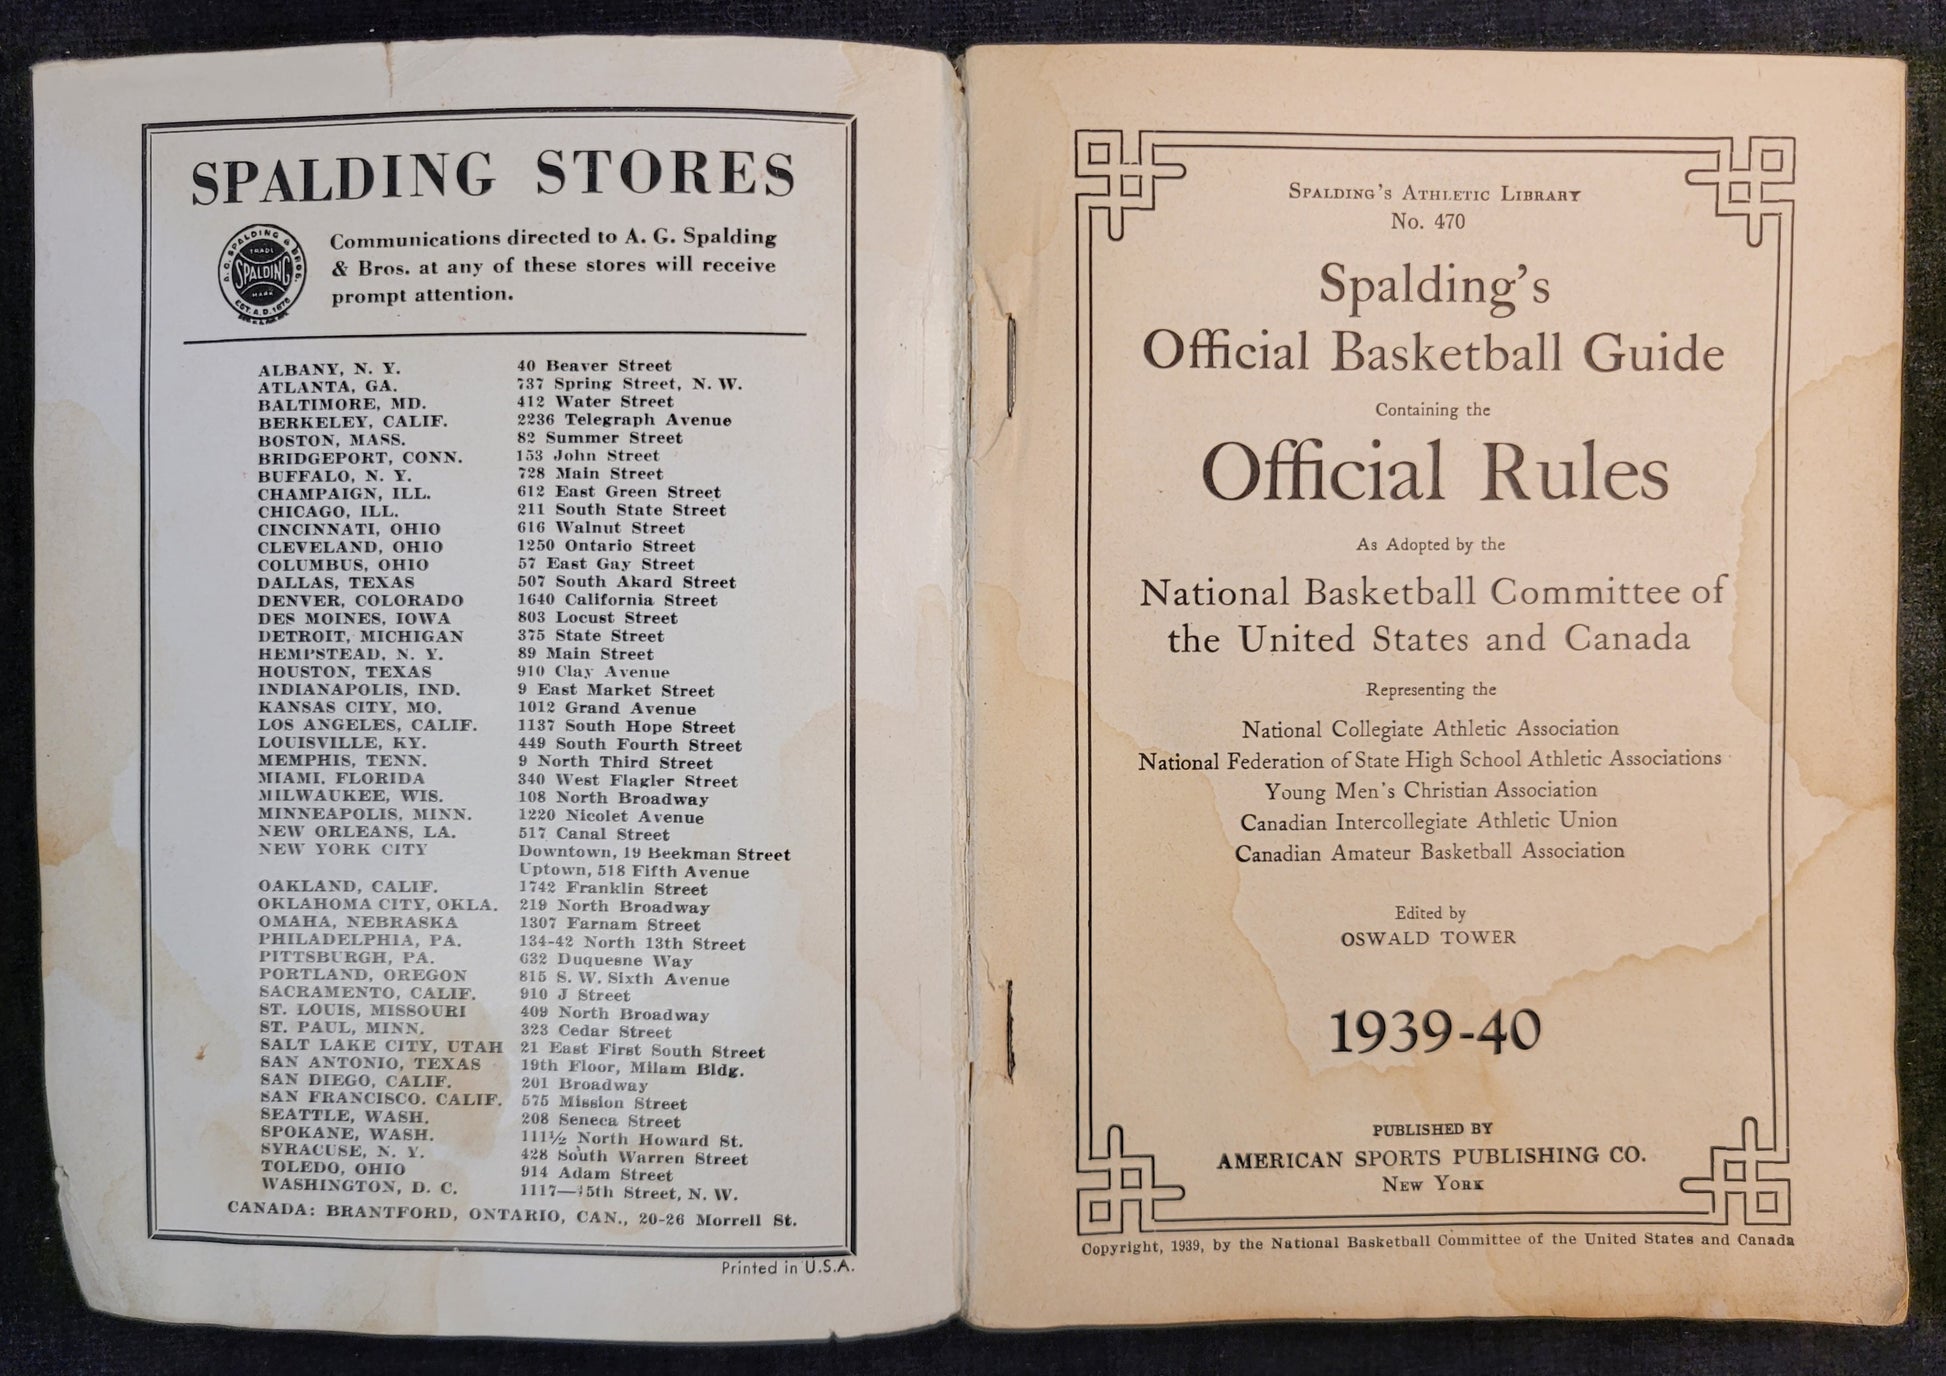 SPALDING STORES
A. G. SPALDING & BROS.
TRADE
SPALDING
MARK
EST. A.D. 1876
Communications directed to A. G. Spalding
& Bros. at any of these stores will receive
prompt attention.
ALBANY, N. Y. 40 Beaver Street
ATLANTA, GA. 737 Spring Street, N. W.
BALTIMORE, MD. 412 Water Street
BERKELEY, CALIF. 2236 Telegraph Avenue
BOSTON, MASS. 82 Summer Street
BRIDGEPORT, CONN. 153 John Street
BUFFALO, N. Y. 728 Main Street
CHAMPAIGN, ILL. 612 East Green Street
CHICAGO, ILL. 211 South State Street
CINCINNATI, OHIO 616 Walnut Street
CLEVELAND, OHIO 1250 Ontario Street
COLUMBUS, OHIO 57 East Gay Street
DALLAS, TEXAS 507 South Akard Street
DENVER, COLORADO 1640 California Street
DES MOINES, IOWA 803 Locust Street
DETROIT, MICHIGAN 375 State Street
HEMPSTEAD, N. Y. 89 Main Street
HOUSTON, TEXAS 910 Clay Avenue
INDIANAPOLIS, IND. 9 East Market Street
KANSAS CITY, MO. 1012 Grand Avenue
LOS ANGELES, CALIF. 1137 South Hope Street
LOUISVILLE, KY. 449 South Fourth Street
MEMPHIS, TENN. 9 North Third Street
MIAMI, FLORIDA 340 West Flagler Street
MILWAUKEE, WIS. 108 North Broadway
MINNEAPOLIS, MINN. 1220 Nicolet Avenue
NEW ORLEANS, LA. 517 Canal Street
NEW YORK CITY Downtown, 19 Beekman Street
Uptown, 518 Fifth Avenue
OAKLAND, CALIF. 1742 Franklin Street
OKLAHOMA CITY, OKLA. 219 North Broadway
OMAHA, NEBRASKA 1307 Farnam Street
PHILADELPHIA, PA. 134-42 North 13th Street
PITTSBURGH, PA. 632 Duquesne Way
PORTLAND, OREGON 815 S. W. Sixth Avenue
SACRAMENTO, CALIF. 910 J Street
ST. LOUIS, MISSOURI 409 North Broadway
ST. PAUL, MINN. 323 Cedar Street
SALT LAKE CITY, UTAH 21 East First South Street
SAN ANTONIO, TEXAS 19th Floor, Milam Bldg.
SAN DIEGO, CALIF. 201 Broadway
SAN FRANCISCO, CALIF. 575 Mission Street
SEATTLE, WASH. 208 Seneca Street
SPOKANE, WASH. 111½ North Howard St.
SYRACUSE, N. Y. 428 South Warren Street
TOLEDO, OHIO 914 Adam Street
WASHINGTON, D. C. 1117—15th Street, N. W.
CANADA: BRANTFORD, ONTARIO, CAN., 20-26 Morrell St.
Printed in U.S.A.
SPALDING'S ATHLETIC LIBRARY
No. 470
Spalding's
Official Basketball Guide
Containing the
Official Rules
As Adopted by the
National Basketball Committee of
the United States and Canada
Representing the
National Collegiate Athletic Association
National Federation of State High School Athletic Associations
Young Men's Christian Association
Canadian Intercollegiate Athletic Union
Canadian Amateur Basketball Association
Edited by
OSWALD TOWER
1939-40
PUBLISHED BY
AMERICAN SPORTS PUBLISHING CO.
NEW YORK
Copyright, 1939, by the National Basketball Committee of the United States and Canada